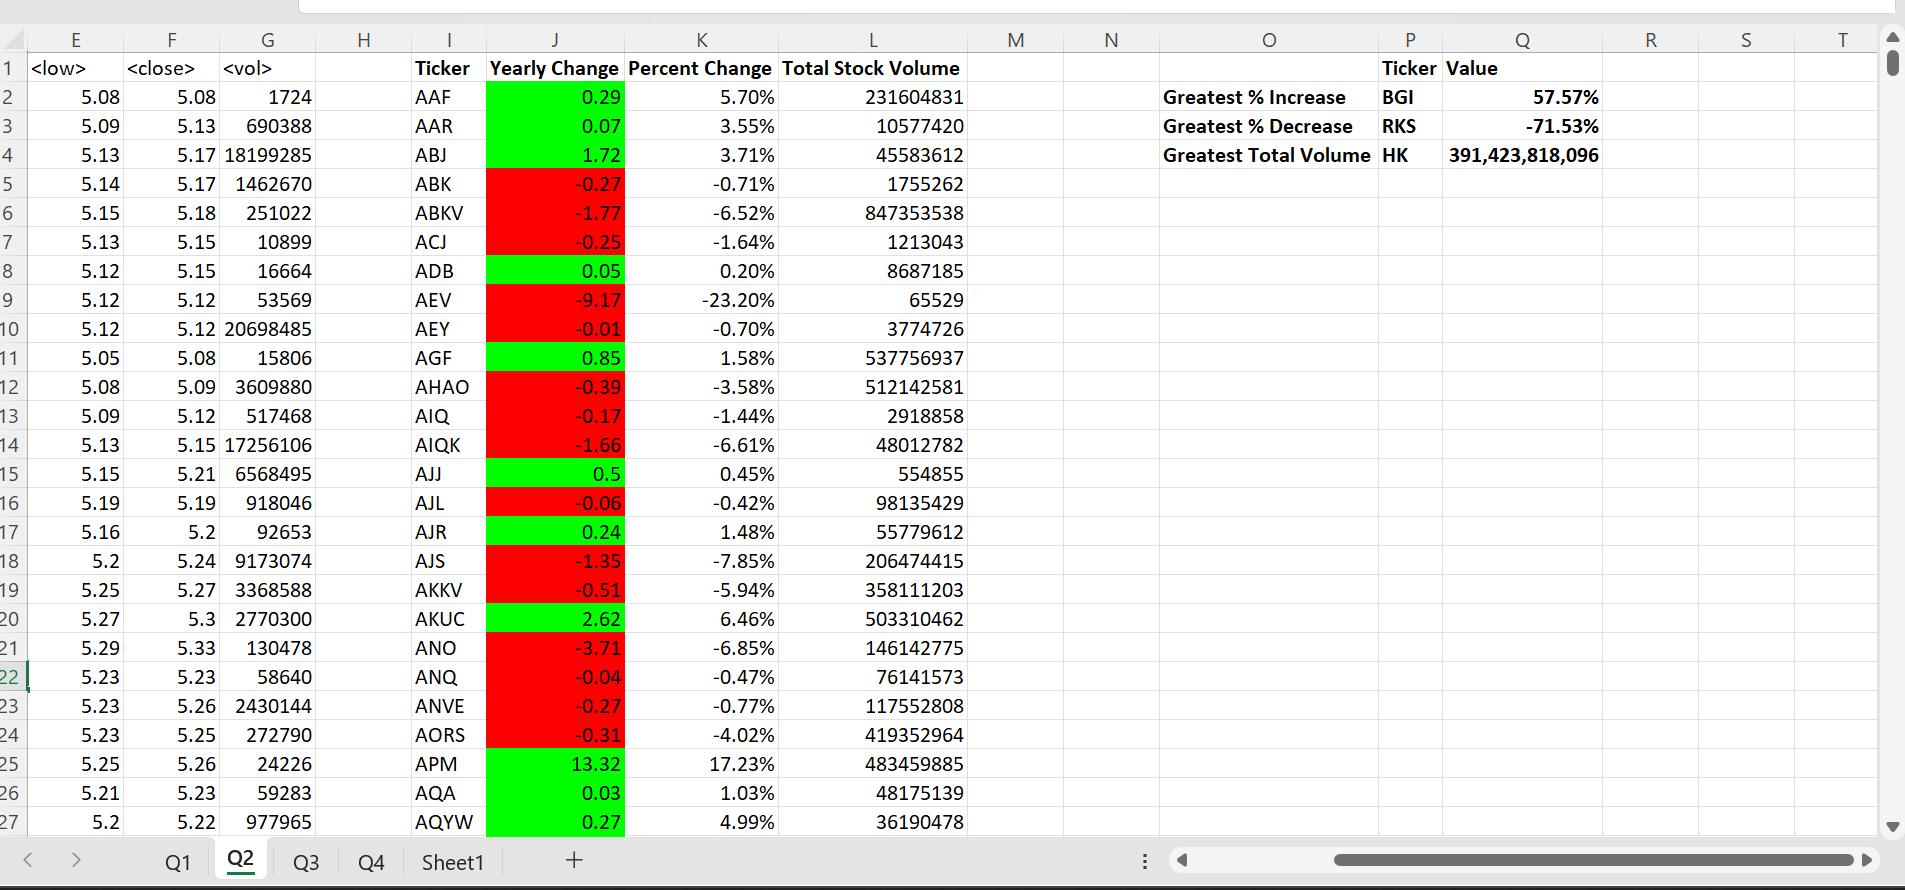 E F G H I J K L M N O P Q R S T
1 <low> <close> <vol> Ticker Yearly Change Percent Change Total Stock Volume Ticker Value
2 5.08 5.08 1724 AAF 0.29 5.70% 231604831 Greatest % Increase BGI 57.57%
3 5.09 5.13 690388 AAR 0.07 3.55% 10577420 Greatest % Decrease RKS -71.53%
4 5.13 5.17 18199285 ABJ 1.72 3.71% 45583612 Greatest Total Volume HK 391,423,818,096
5 5.14 5.17 1462670 ABK -0.27 -0.71% 1755262
6 5.15 5.18 251022 ABKV -1.77 -6.52% 847353538
7 5.13 5.15 10899 ACJ -0.25 -1.64% 1213043
8 5.12 5.15 16664 ADB 0.05 0.20% 8687185
9 5.12 5.12 53569 AEV -9.17 -23.20% 65529
10 5.12 5.12 20698485 AEY -0.01 -0.70% 3774726
11 5.05 5.08 15806 AGF 0.85 1.58% 537756937
12 5.08 5.09 3609880 AHAO -0.39 -3.58% 512142581
13 5.09 5.12 517468 AIQ -0.17 -1.44% 2918858
14 5.13 5.15 17256106 AIQK -1.66 -6.61% 48012782
15 5.15 5.21 6568495 AJJ 0.5 0.45% 554855
16 5.19 5.19 918046 AJL -0.06 -0.42% 98135429
17 5.16 5.2 92653 AJR 0.24 1.48% 55779612
18 5.2 5.24 9173074 AJS -1.35 -7.85% 206474415
19 5.25 5.27 3368588 AKKV -0.51 -5.94% 358111203
20 5.27 5.3 2770300 AKUC 2.62 6.46% 503310462
21 5.29 5.33 130478 ANO -3.71 -6.85% 146142775
22 5.23 5.23 58640 ANQ -0.04 -0.47% 76141573
23 5.23 5.26 2430144 ANVE -0.27 -0.77% 117552808
24 5.23 5.25 272790 AORS -0.31 -4.02% 419352964
25 5.25 5.26 24226 APM 13.32 17.23% 483459885
26 5.21 5.23 59283 AQA 0.03 1.03% 48175139
27 5.2 5.22 977965 AQYW 0.27 4.99% 36190478
Q1 Q2 Q3 Q4 Sheet1